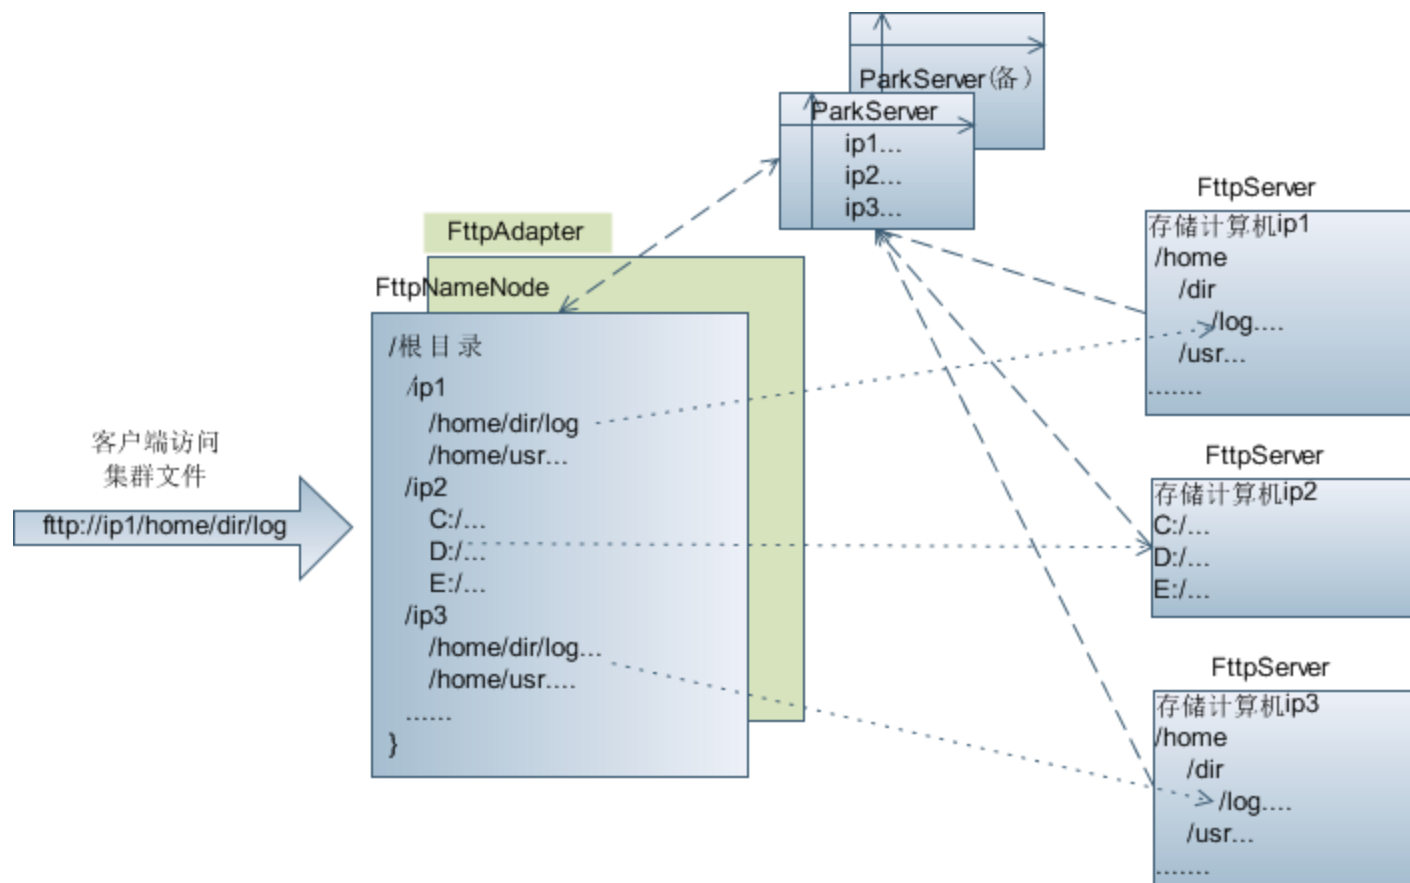 ParkServer(备)
ParkServer
ip1...
ip2...
ip3...
FttpAdapter
FttpNameNode
/根目录
/ip1
/home/dir/log
/home/usr...
/ip2
C:/...
D:/...
E:/...
/ip3
/home/dir/log...
/home/usr....
......
}
客户端访问
集群文件
fttp://ip1/home/dir/log
FttpServer
存储计算机ip1
/home
/dir
/log....
/usr...
.......
FttpServer
存储计算机ip2
C:/...
D:/...
E:/...
FttpServer
存储计算机ip3
/home
/dir
/log....
/usr...
.......